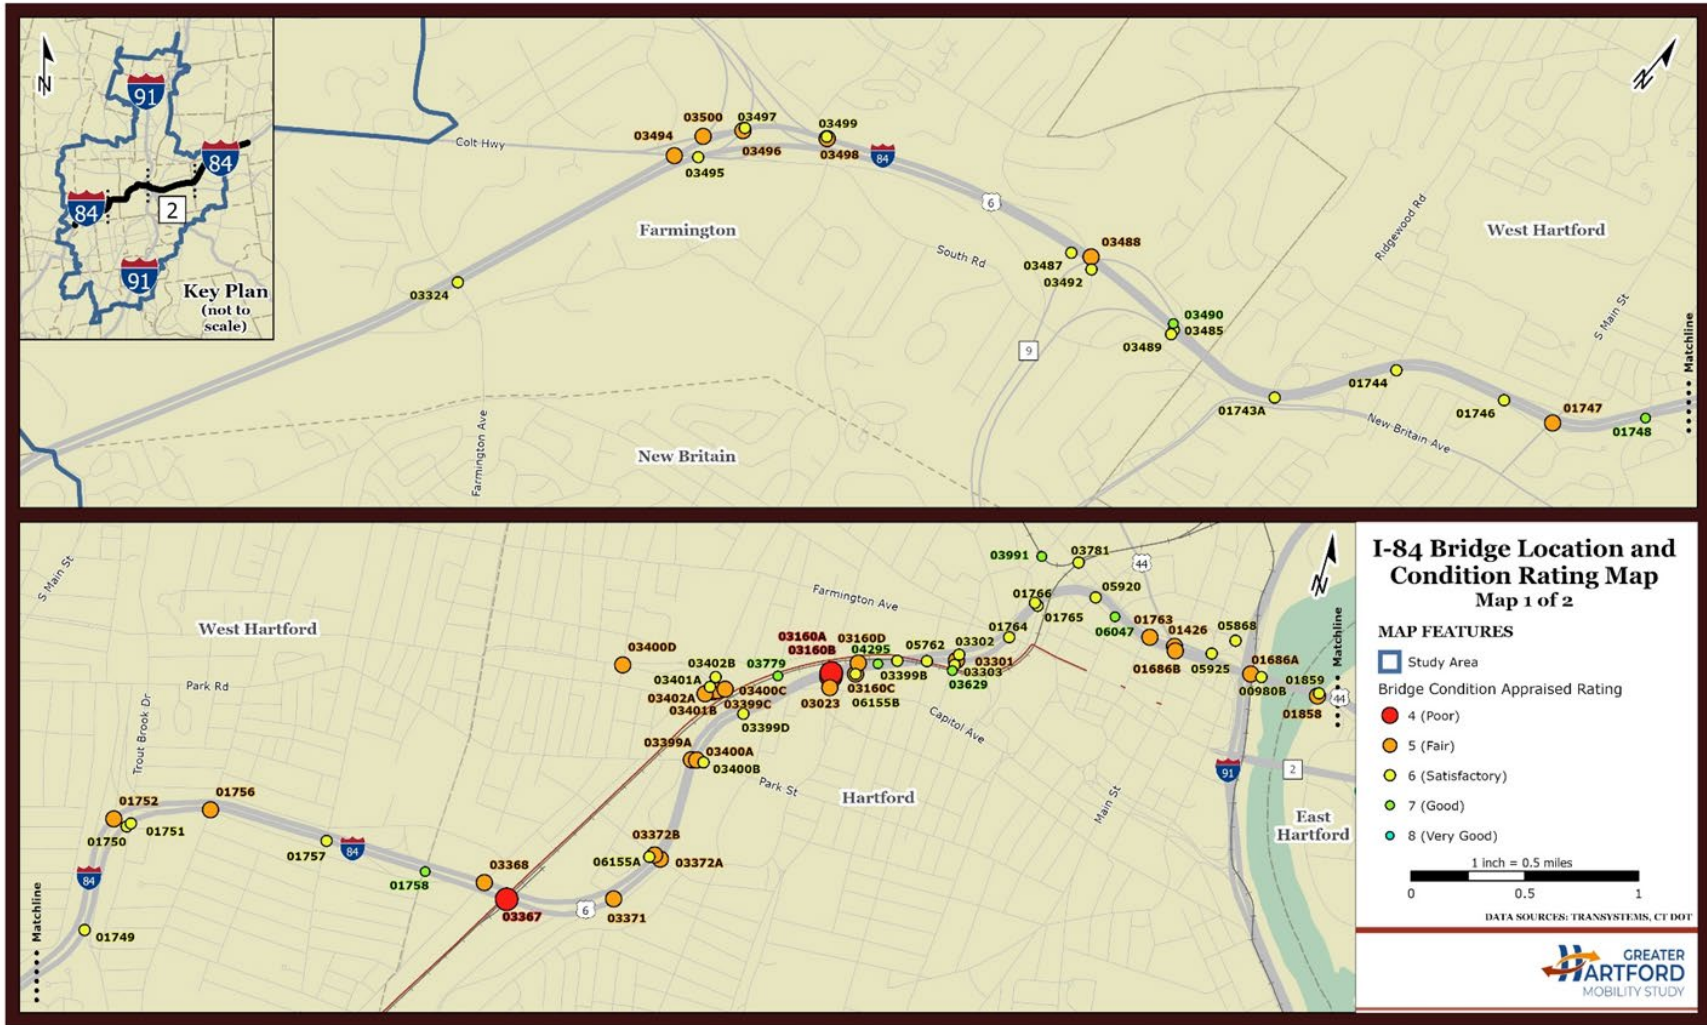 N
91
84
84
2
91
Key Plan
(not to
scale)
N
Colt Hwy
03494
03500
03497
03496
03495
03499
03498
84
6
Farmington
South Rd
03324
03488
03487
03492
03490
03485
03489
9
Ridgewood Rd
West Hartford
S Main St
Matchline
01743A
01744
01746
01747
01748
New Britain Ave
Farmington Ave
New Britain
S Main St
West Hartford
Park Rd
Trout Brook Dr
01752
01750
01751
01756
01757
84
01758
84
01749
Matchline
03368
03367
6
03371
03372B
06155A
03372A
03399A
03400A
03400B
Park St
Hartford
03400D
03402B
03401A
03402A
03401B
03400C
03399C
03399D
03779
03160A
03160B
03160D
04295
03023
03160C
06155B
03399B
05762
03302
03301
03303
03629
Capitol Ave
Farmington Ave
03991
03781
44
01766
01765
01764
05920
06047
01763
01426
01686B
05925
05868
01686A
00980B
01859
01858
44
Matchline
N
Main St
91
2
East
Hartford
I-84 Bridge Location and
Condition Rating Map
Map 1 of 2
MAP FEATURES
Study Area
Bridge Condition Appraised Rating
4 (Poor)
5 (Fair)
6 (Satisfactory)
7 (Good)
8 (Very Good)
1 inch = 0.5 miles
0 0.5 1
DATA SOURCES: TRANSYSTEMS, CT DOT
GREATER
HARTFORD
MOBILITY STUDY